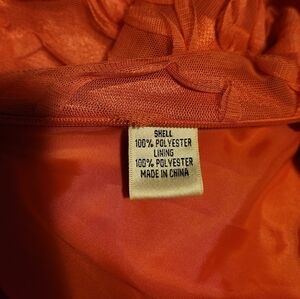 SHELL
100% POLYESTER
LINING
100% POLYESTER
MADE IN CHINA